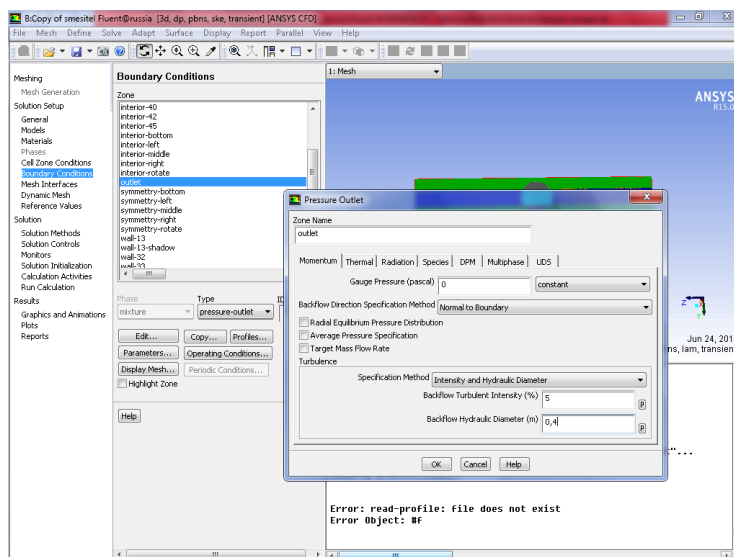 B:Copy of smesitel Fluent@russia [3d, dp, pbns, ske, transient] [ANSYS CFD]
File Mesh Define Solve Adapt Surface Display Report Parallel View Help
Meshing
Mesh Generation
Solution Setup
General
Models
Materials
Phases
Cell Zone Conditions
Boundary Conditions
Mesh Interfaces
Dynamic Mesh
Reference Values
Solution
Solution Methods
Solution Controls
Monitors
Solution Initialization
Calculation Activities
Run Calculation
Results
Graphics and Animations
Plots
Reports
Boundary Conditions
Zone
interior-40
interior-42
interior-45
interior-bottom
interior-left
interior-middle
interior-right
interior-rotate
outlet
symmetry-bottom
symmetry-left
symmetry-middle
symmetry-right
symmetry-rotate
wall-13
wall-13-shadow
wall-32
wall-33
Phase Type ID
mixture pressure-outlet
Edit... Copy... Profiles...
Parameters... Operating Conditions...
Display Mesh... Periodic Conditions...
Highlight Zone
Help
1: Mesh
ANSYS
R15.0
Z
Y
Jun 24, 201
ns, lam, transien
Pressure Outlet
Zone Name
outlet
Momentum Thermal Radiation Species DPM Multiphase UDS
Gauge Pressure (pascal) 0 constant
Backflow Direction Specification Method Normal to Boundary
Radial Equilibrium Pressure Distribution
Average Pressure Specification
Target Mass Flow Rate
Turbulence
Specification Method Intensity and Hydraulic Diameter
Backflow Turbulent Intensity (%) 5 P
Backflow Hydraulic Diameter (m) 0,4 P
OK Cancel Help
"...
Error: read-profile: file does not exist
Error Object: #f